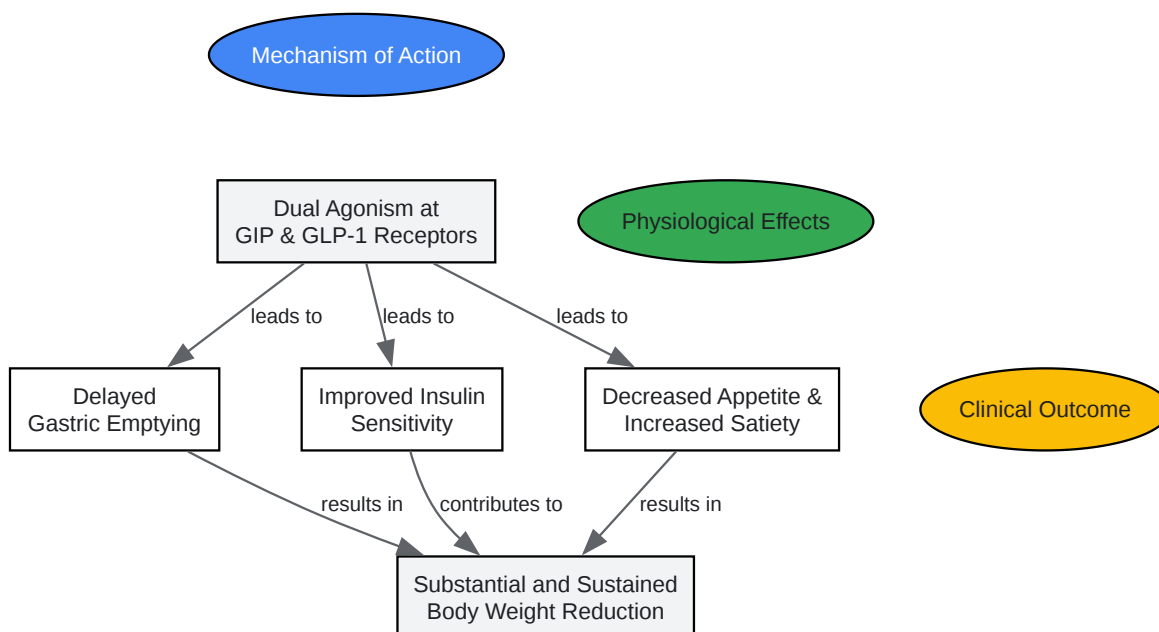 Mechanism of Action
Dual Agonism at
GIP & GLP-1 Receptors
Physiological Effects
leads to
leads to
leads to
Delayed
Gastric Emptying
Improved Insulin
Sensitivity
Decreased Appetite &
Increased Satiety
Clinical Outcome
results in
contributes to
results in
Substantial and Sustained
Body Weight Reduction